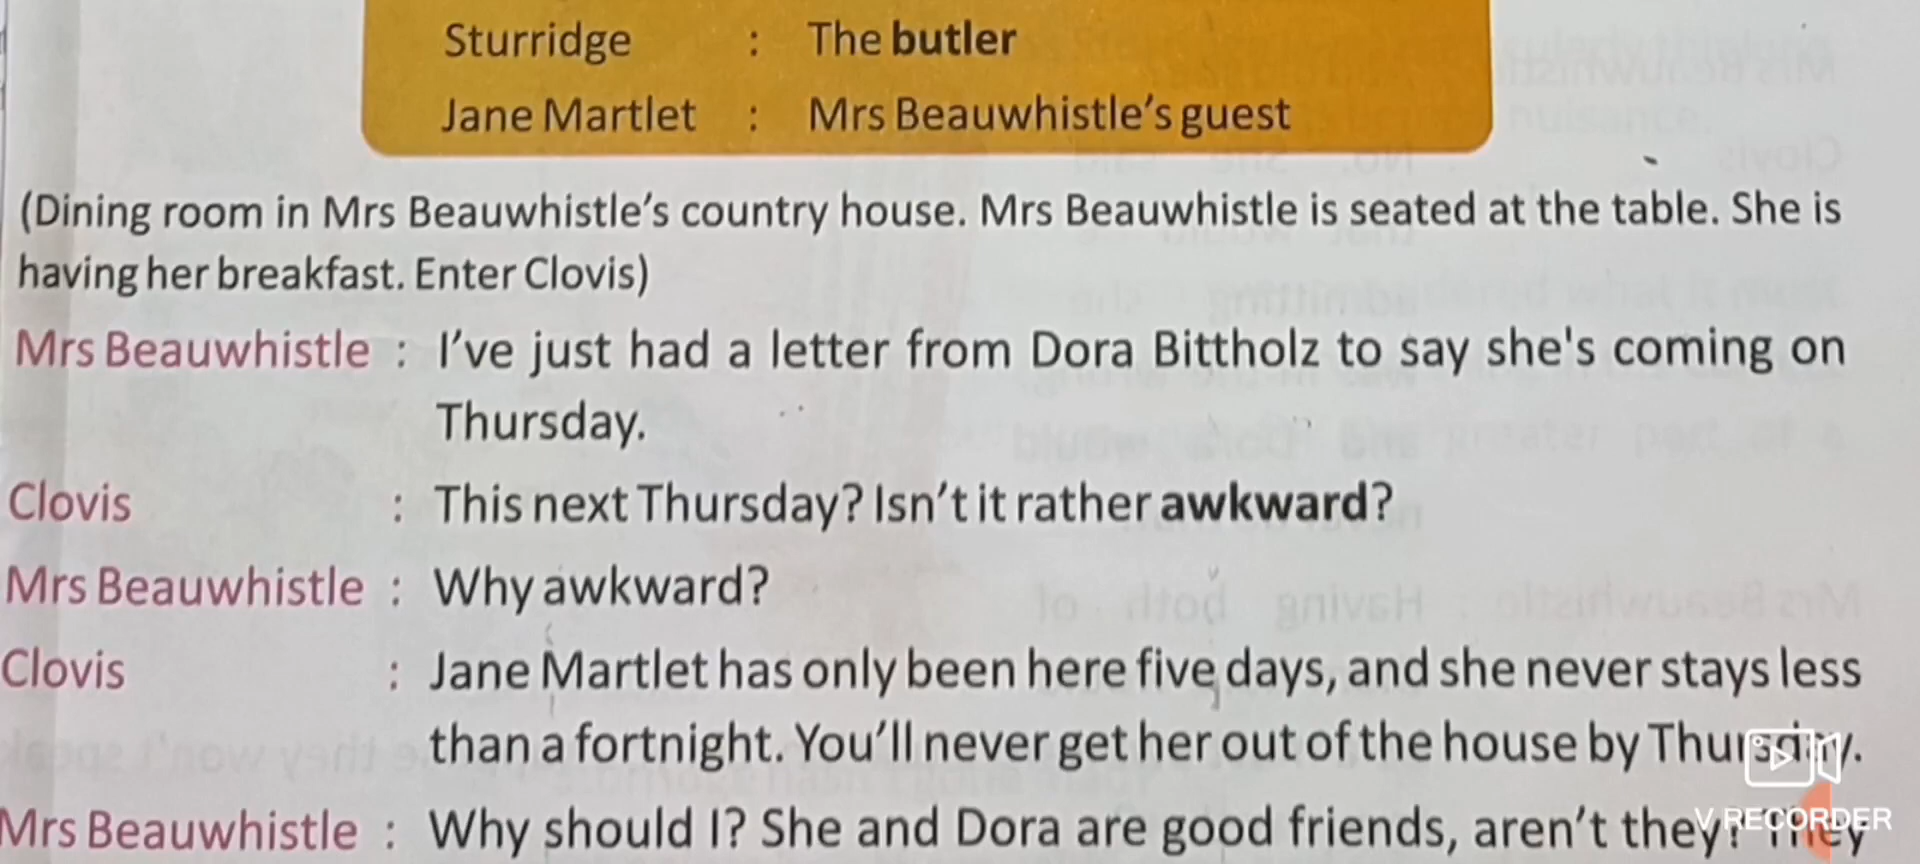 Sturridge : The butler
Jane Martlet : Mrs Beauwhistle's guest
(Dining room in Mrs Beauwhistle's country house. Mrs Beauwhistle is seated at the table. She is
having her breakfast. Enter Clovis)
Mrs Beauwhistle : I've just had a letter from Dora Bittholz to say she's coming on
Thursday.
Clovis : This next Thursday? Isn't it rather awkward?
Mrs Beauwhistle : Why awkward?
Clovis : Jane Martlet has only been here five days, and she never stays less
than a fortnight. You'll never get her out of the house by Thursday.
Mrs Beauwhistle : Why should I? She and Dora are good friends, aren't they? They
V RECORDER